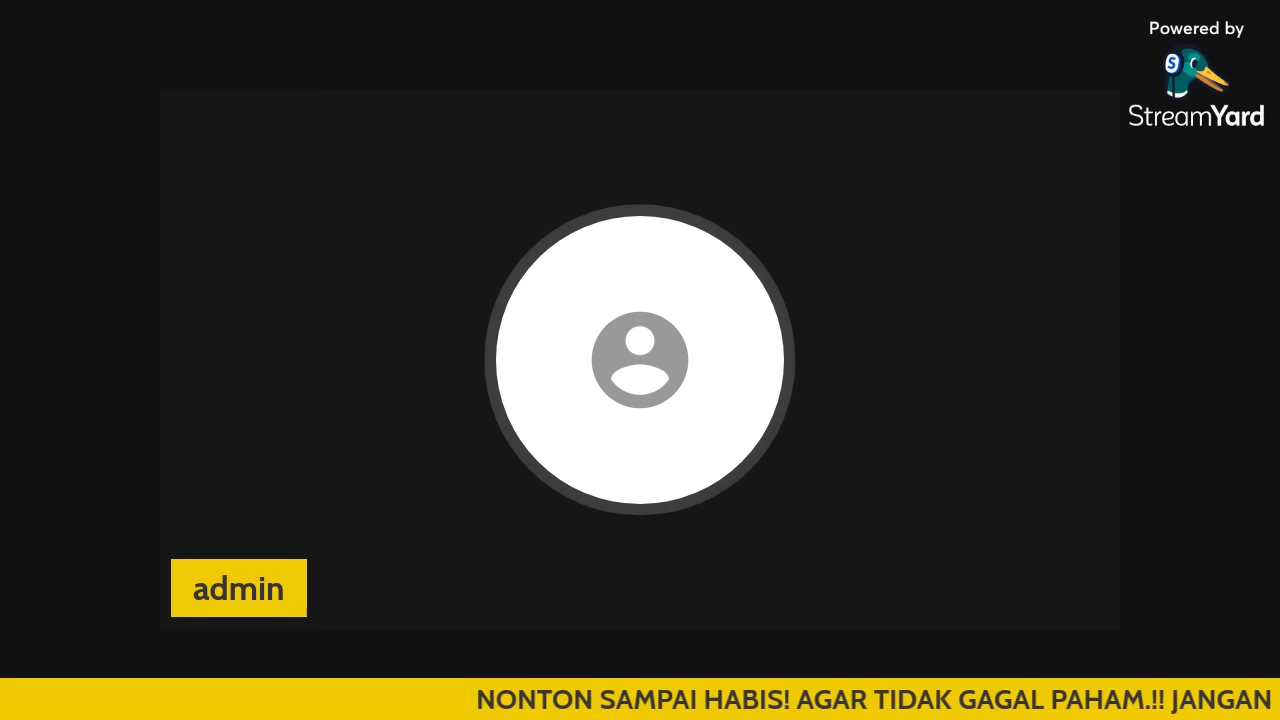 Powered by
S
StreamYard
admin
NONTON SAMPAI HABIS! AGAR TIDAK GAGAL PAHAM.!! JANGAN